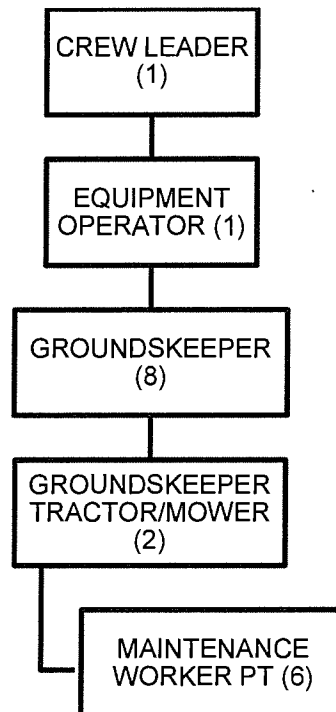 CREW LEADER
(1)
EQUIPMENT
OPERATOR (1)
GROUNDSKEEPER
(8)
GROUNDSKEEPER
TRACTOR/MOWER
(2)
MAINTENANCE
WORKER PT (6)